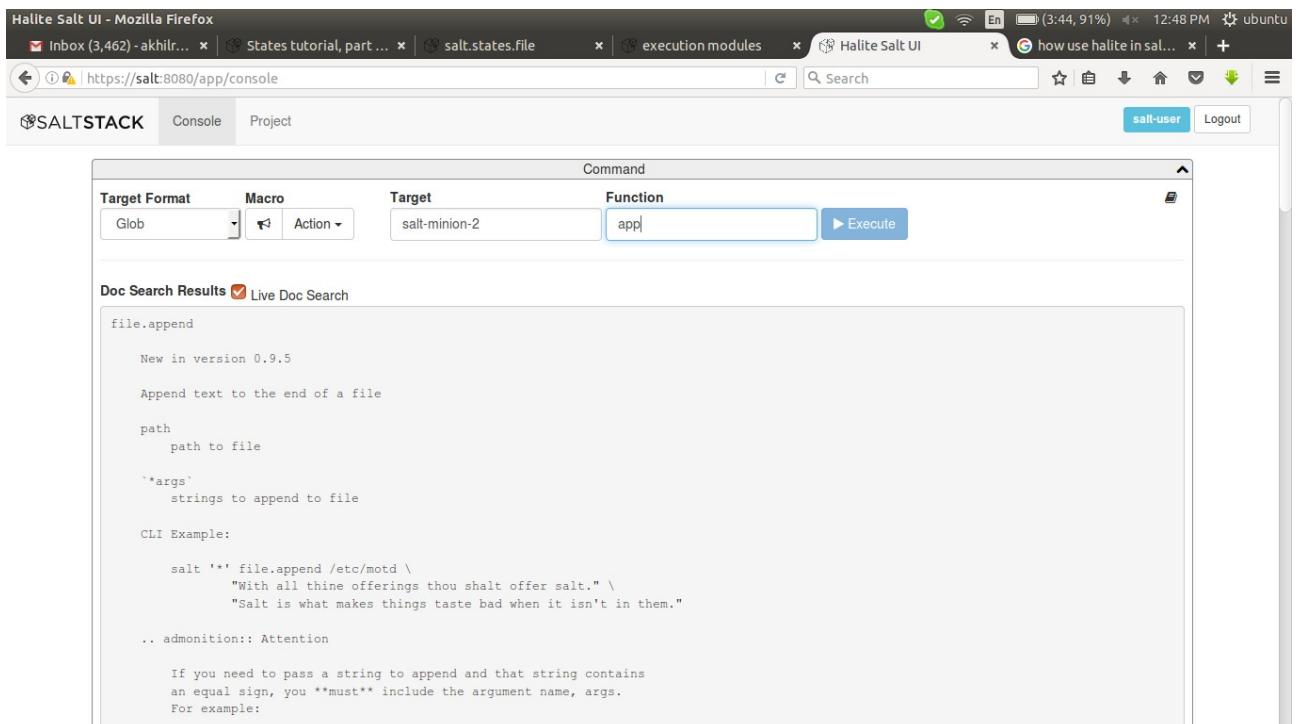 Halite Salt UI - Mozilla Firefox En (3:44, 91%) 12:48 PM ubuntu
Inbox (3,462) - akhilr... × States tutorial, part ... × salt.states.file × execution modules × Halite Salt UI × how use halite in sal... × +
https://salt:8080/app/console Search
SALTSTACK Console Project salt-user Logout
Command
Target Format Macro Target Function
Glob Action salt-minion-2 app Execute
Doc Search Results Live Doc Search
file.append
New in version 0.9.5
Append text to the end of a file
path
path to file
`*args`
strings to append to file
CLI Example:
salt '*' file.append /etc/motd \
"With all thine offerings thou shalt offer salt." \
"Salt is what makes things taste bad when it isn't in them."
.. admonition:: Attention
If you need to pass a string to append and that string contains
an equal sign, you **must** include the argument name, args.
For example: